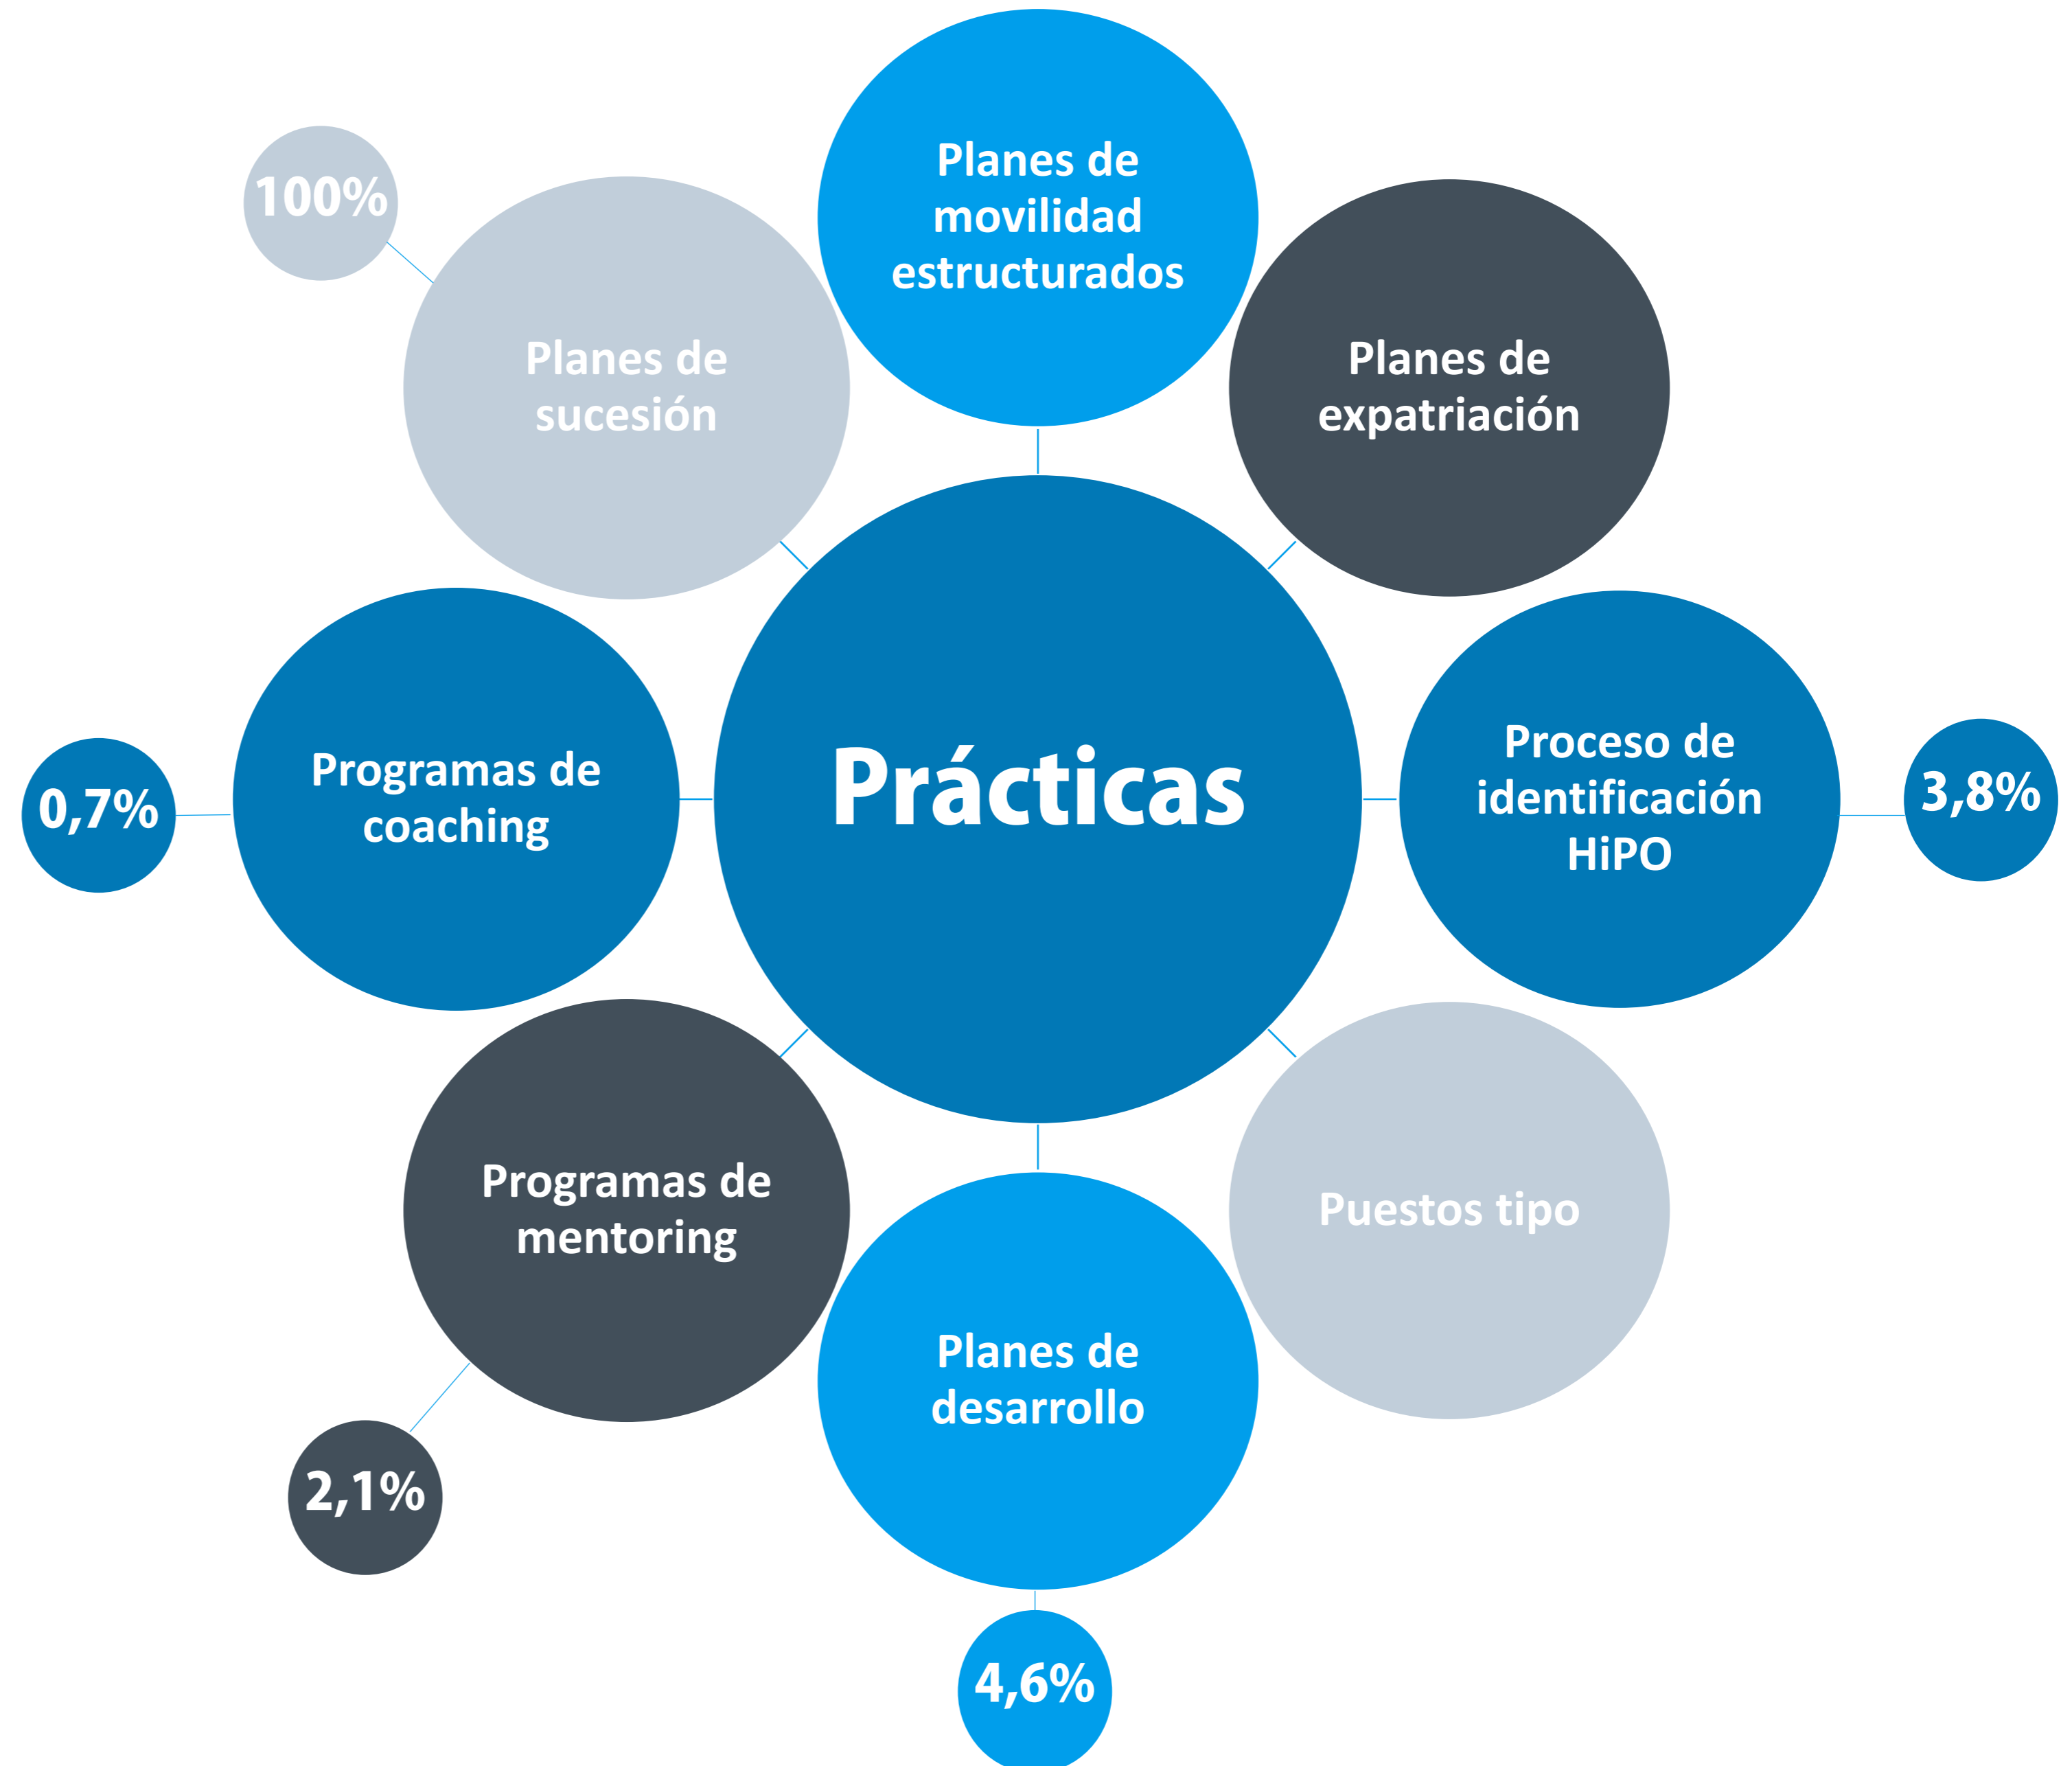 Planes de
movilidad
estructurados
100%
Planes de
sucesión
Planes de
expatriación
Prácticas
Programas de
coaching
0,7%
Proceso de
identificación
HiPO
3,8%
Programas de
mentoring
2,1%
Puestos tipo
Planes de
desarrollo
4,6%